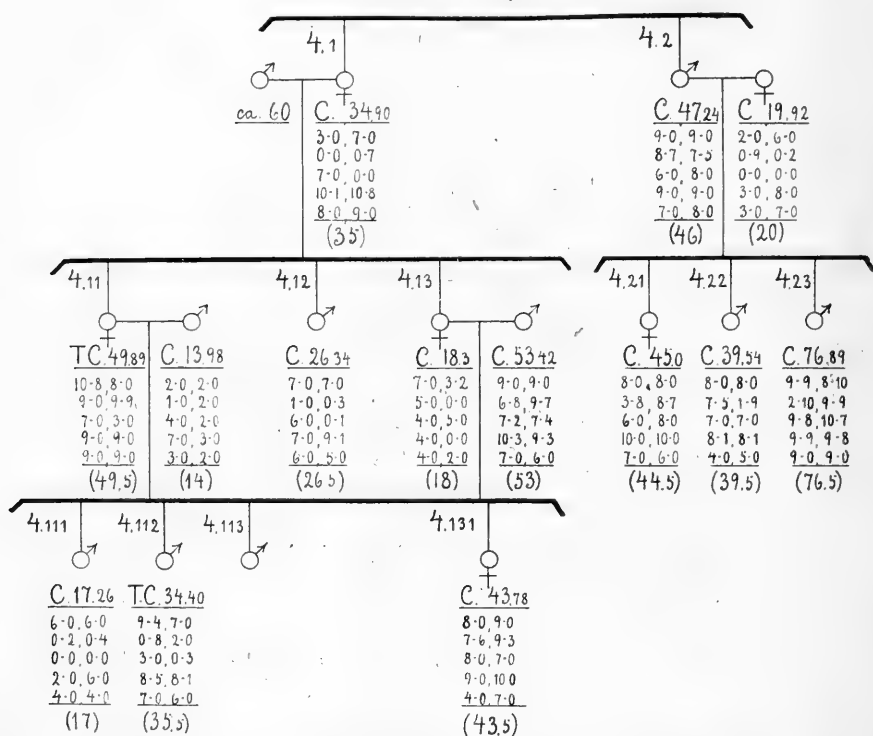 4.1 4.2
ca. 60 C. 34.90 C. 47.24 C 19.92
3-0, 7-0 9-0, 9-0 2-0, 6-0
0-0, 0-7 8-7, 7-5 0-9, 0-2
7-0, 0-0 6-0, 8-0 0-0, 0-0
10-1, 10-8 9-0, 9-0 3-0, 8-0
8-0, 9-0 7-0, 8-0 3-0, 7-0
(35) (46) (20)
4.11 4.12 4.13 4.21 4.22 4.23
T.C. 49.89 C. 13.98 C. 26.34 C. 18.3 C. 53.42 C. 45.0 C. 39.54 C. 76.89
10-8, 8-0 2-0, 2-0 7-0, 7-0 7-0, 3-2 9-0, 9-0 8-0, 8-0 8-0, 8-0 9-9, 8-10
9-0, 9-9, 1-0, 2-0 1-0, 0-3 5-0, 0-0 6-8, 9-7 3-8, 8-7 7-5, 1-9 2-10, 9-9
7-0, 3-0 4-0, 2-0 6-0, 0-1 4-0, 5-0 7-2, 7-4 6-0, 8-0 7-0, 7-0 9-8, 10-7
9-0, 9-0 7-0, 3-0 7-0, 9-1 4-0, 0-0 10-3, 9-3 10-0, 10-0 8-1, 8-1 9-9, 9-8
9-0, 9-0 3-0, 2-0 6-0, 5-0 4-0, 2-0 7-0, 6-0 7-0, 6-0 4-0, 5-0 9-0, 9-0
(49,5) (14) (26.5) (18) (53) (44.5) (39.5) (76.5)
4.111 4.112 4.113 4.131
C. 17.26 T.C. 34.40 C. 43.78
6-0, 6-0 9-4, 7-0 8-0, 9-0
0-2, 0-4 0-8, 2-0 7-6, 9-3
0-0, 0-0 3-0, 0-3 8-0, 7-0
2-0, 6-0 8-5, 8-1 9-0, 10 0
4-0, 4-0 7-0, 6-0 4-0, 7-0
(17) (35,5) (43,5)